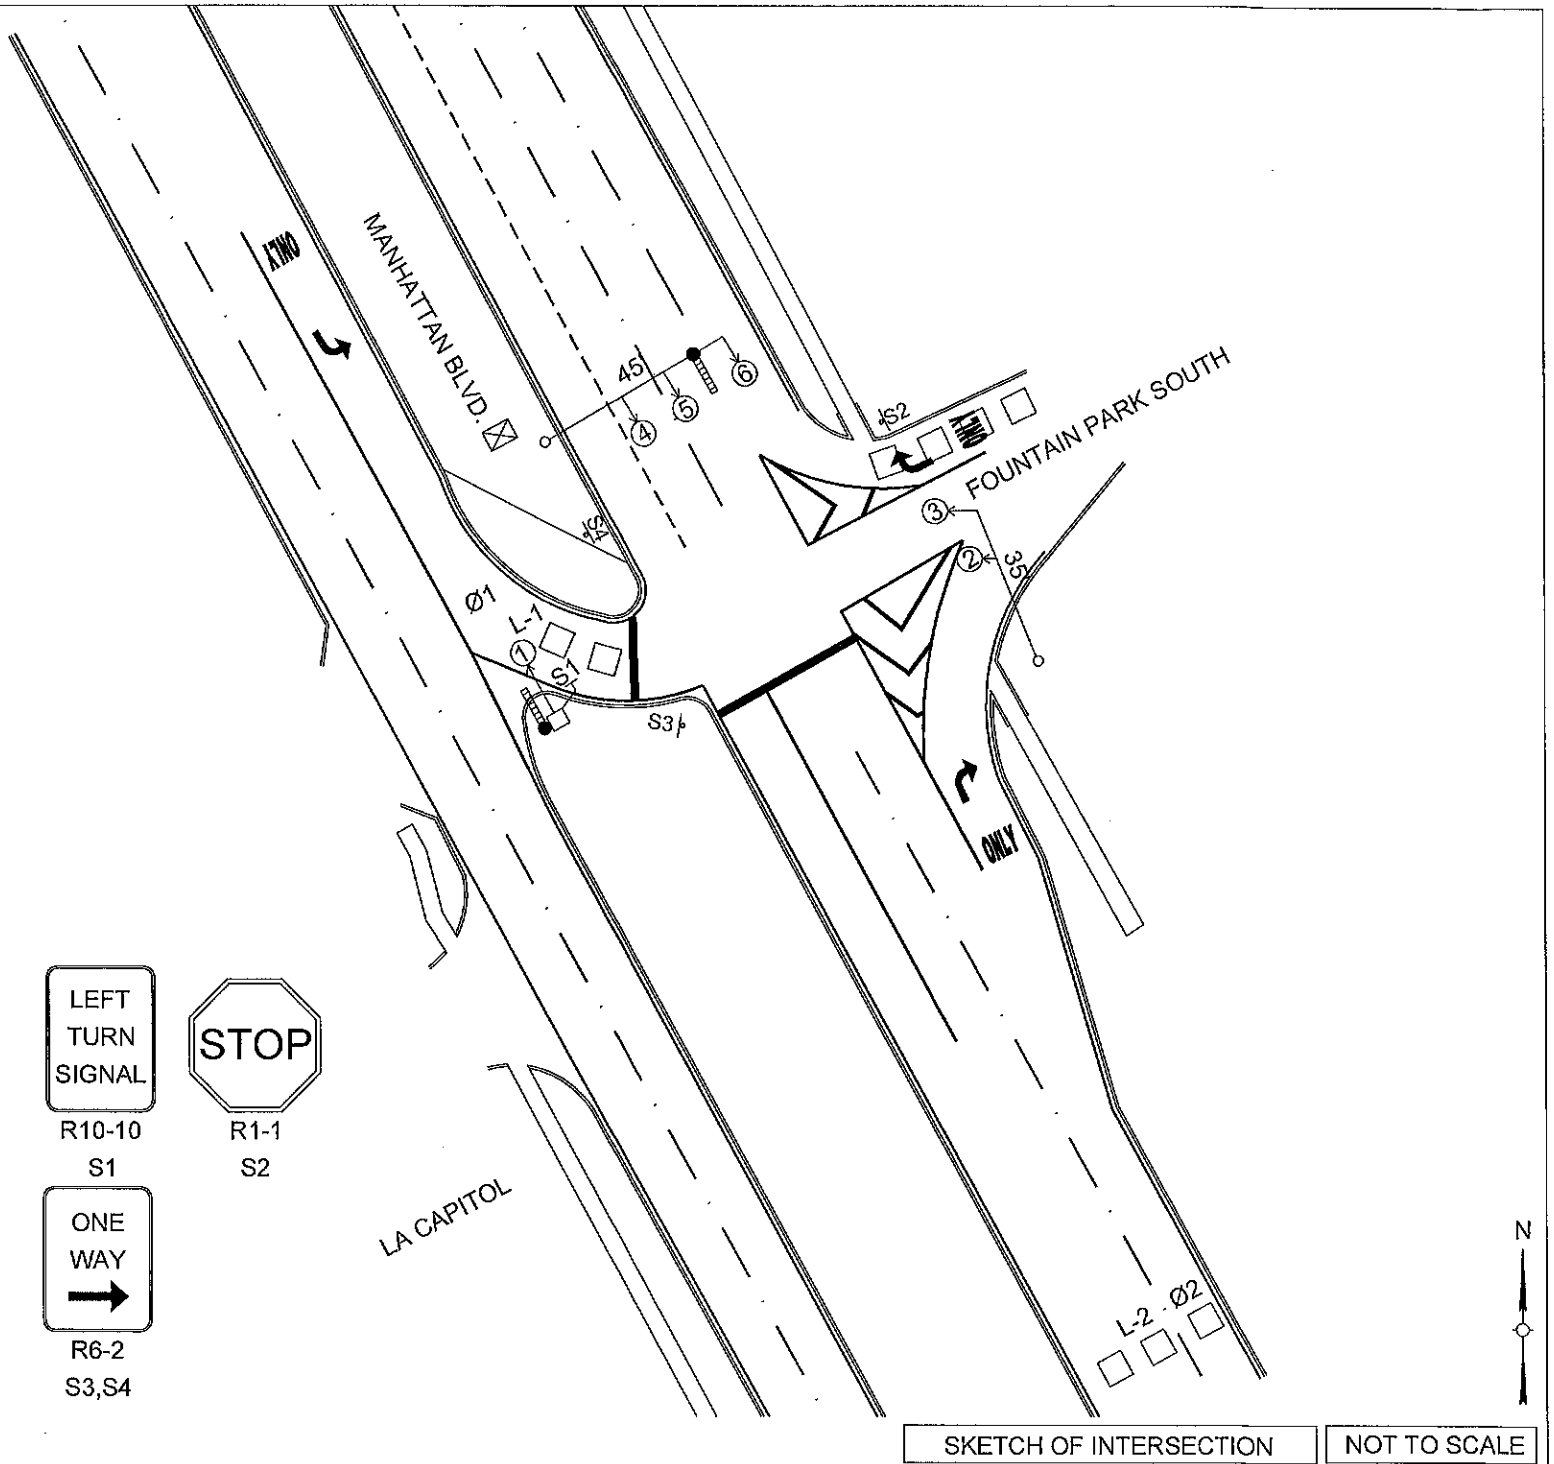 ONLY
MANHATTAN BLVD.
45'
6
5
4
S2
ONLY
FOUNTAIN PARK SOUTH
3
2
35'
S4
Ø1
L-1
1
S1
S3
ONLY
LEFT
TURN
SIGNAL
R10-10
S1
STOP
R1-1
S2
ONE
WAY
R6-2
S3,S4
LA CAPITOL
L-2 - Ø2
N
SKETCH OF INTERSECTION
NOT TO SCALE